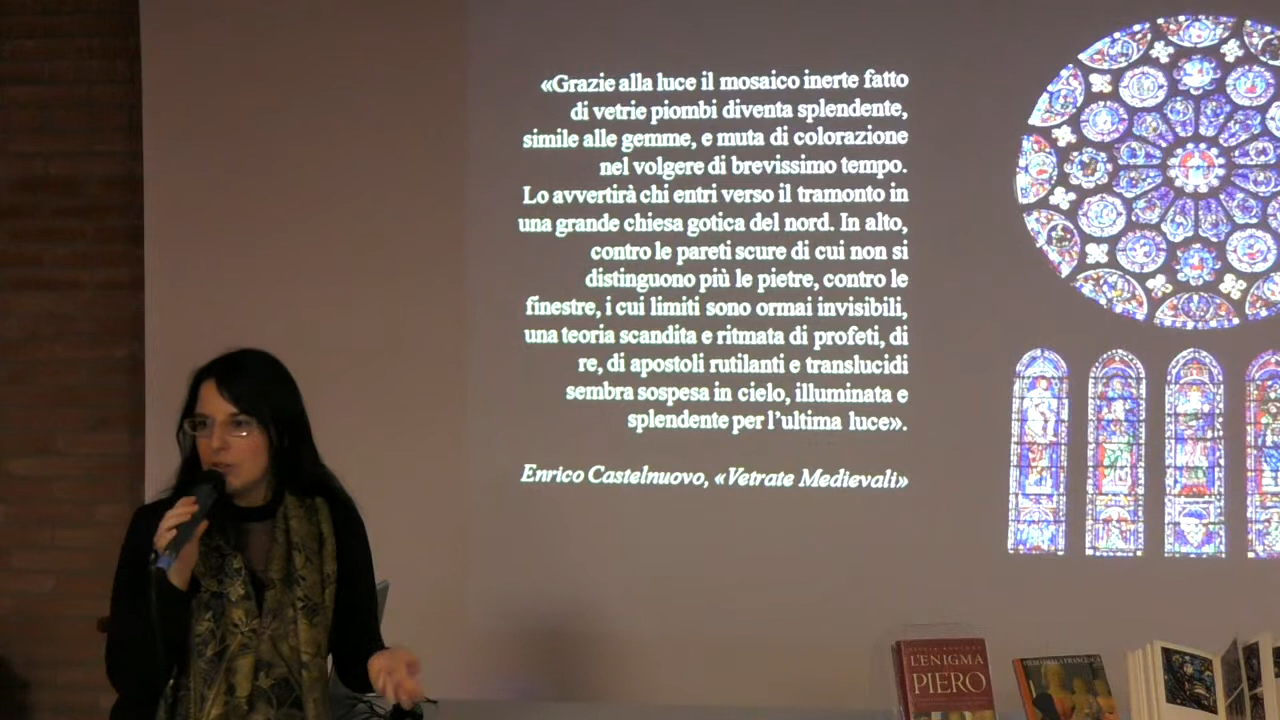 «Grazie alla luce il mosaico inerte fatto
di vetri e piombi diventa splendente,
simile alle gemme, e muta di colorazione
nel volgere di brevissimo tempo.
Lo avvertirà chi entri verso il tramonto in
una grande chiesa gotica del nord. In alto,
contro le pareti scure di cui non si
distinguono più le pietre, contro le
finestre, i cui limiti sono ormai invisibili,
una teoria scandita e ritmata di profeti, di
re, di apostoli rutilanti e translucidi
sembra sospesa in cielo, illuminata e
splendente per l'ultima luce».
Enrico Castelnuovo, «Vetrate Medievali»
L'ENIGMA
PIERO
PIERO DELLA FRANCESCA